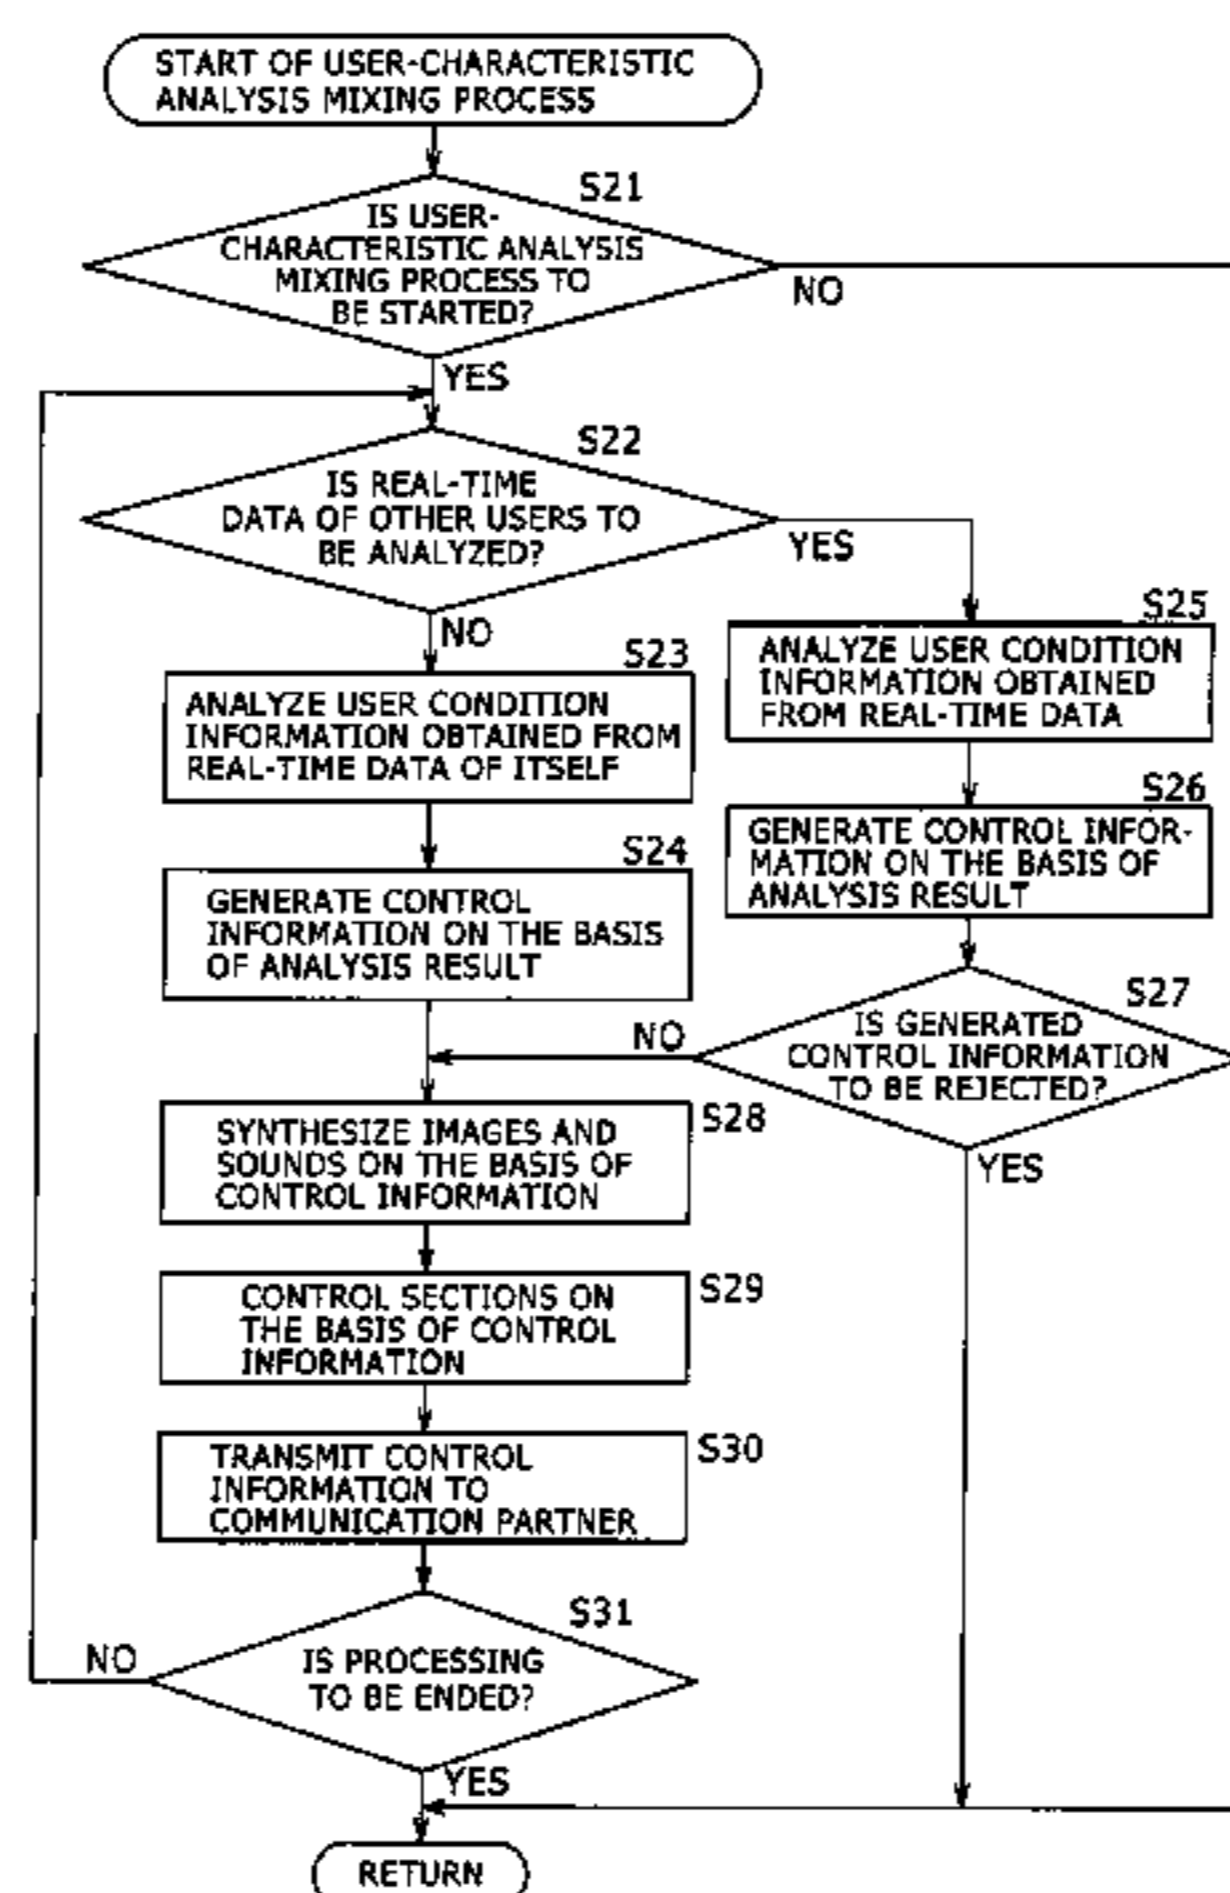 START OF USER-CHARACTERISTIC
ANALYSIS MIXING PROCESS
S21
IS USER-
CHARACTERISTIC ANALYSIS
MIXING PROCESS TO
BE STARTED?
NO
YES
S22
IS REAL-TIME
DATA OF OTHER USERS TO
BE ANALYZED?
YES
NO
S23
ANALYZE USER CONDITION
INFORMATION OBTAINED FROM
REAL-TIME DATA OF ITSELF
S24
GENERATE CONTROL
INFORMATION ON THE BASIS
OF ANALYSIS RESULT
S25
ANALYZE USER CONDITION
INFORMATION OBTAINED
FROM REAL-TIME DATA
S26
GENERATE CONTROL INFOR-
MATION ON THE BASIS OF
ANALYSIS RESULT
S27
IS GENERATED
CONTROL INFORMATION
TO BE REJECTED?
NO
YES
S28
SYNTHESIZE IMAGES AND
SOUNDS ON THE BASIS OF
CONTROL INFORMATION
S29
CONTROL SECTIONS ON
THE BASIS OF CONTROL
INFORMATION
S30
TRANSMIT CONTROL
INFORMATION TO
COMMUNICATION PARTNER
S31
IS PROCESSING
TO BE ENDED?
NO
YES
RETURN